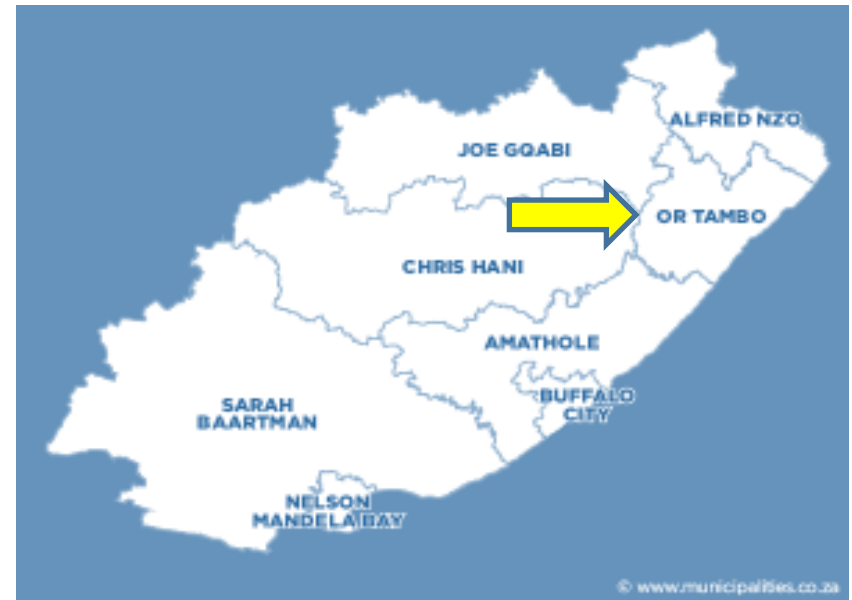 ALFRED NZO
JOE GQABI
OR TAMBO
CHRIS HANI
AMATHOLE
BUFFALO
CITY
SARAH
BAARTMAN
NELSON
MANDELA BAY
© www.municipalities.co.za